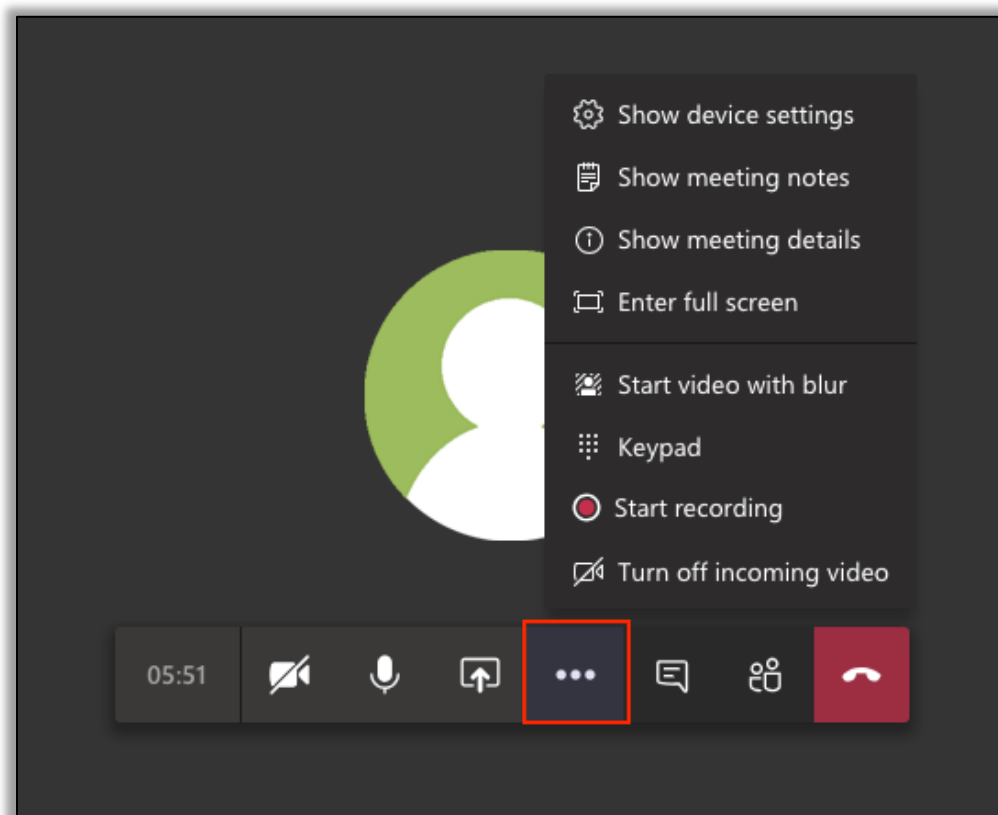 Show device settings
Show meeting notes
Show meeting details
Enter full screen
Start video with blur
Keypad
Start recording
Turn off incoming video
05:51